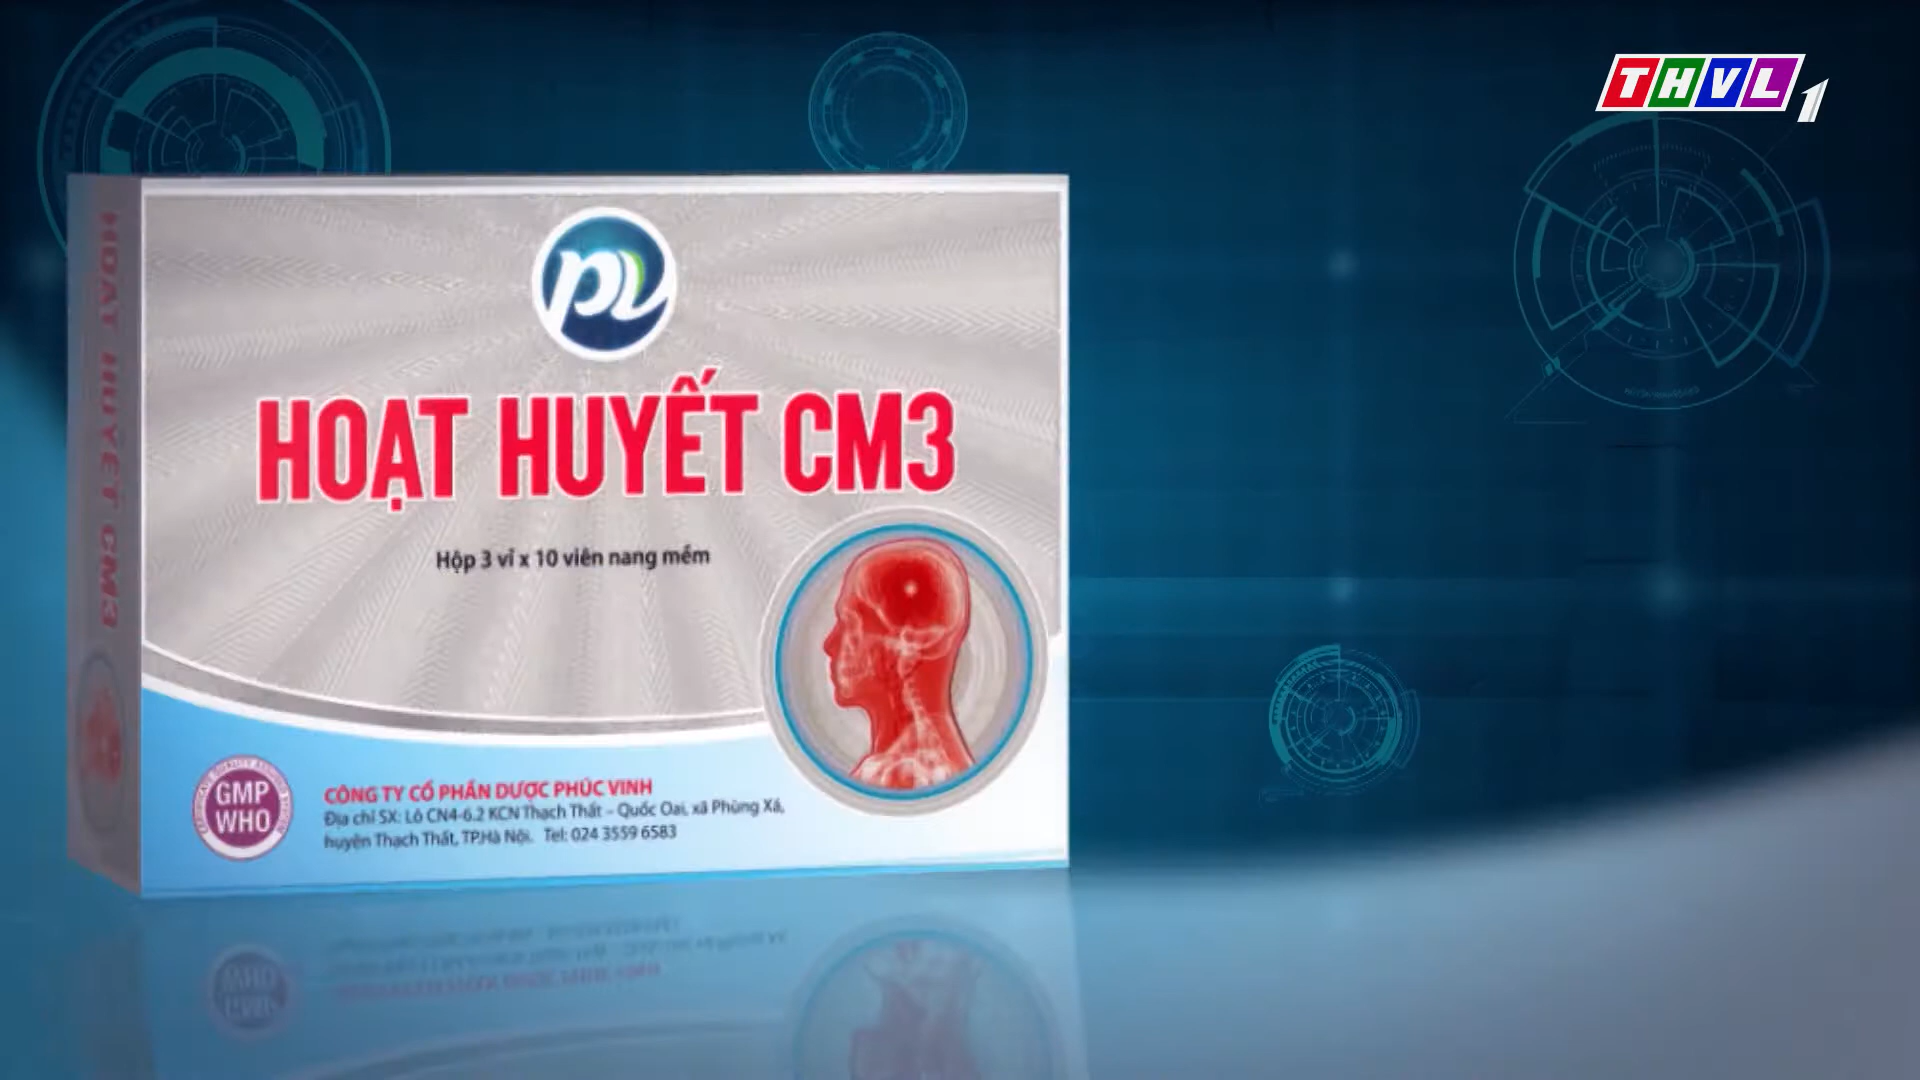 THVL1
PV
HOẠT HUYẾT CM3
HOẠT HUYẾT CM3
Hộp 3 vỉ x 10 viên nang mềm
GMP
WHO
CÔNG TY CỔ PHẦN DƯỢC PHÚC VINH
Địa chỉ SX: Lô CN4-6.2 KCN Thạch Thất – Quốc Oai, xã Phùng Xá,
huyện Thạch Thất, TP.Hà Nội. Tel: 024 3559 6583